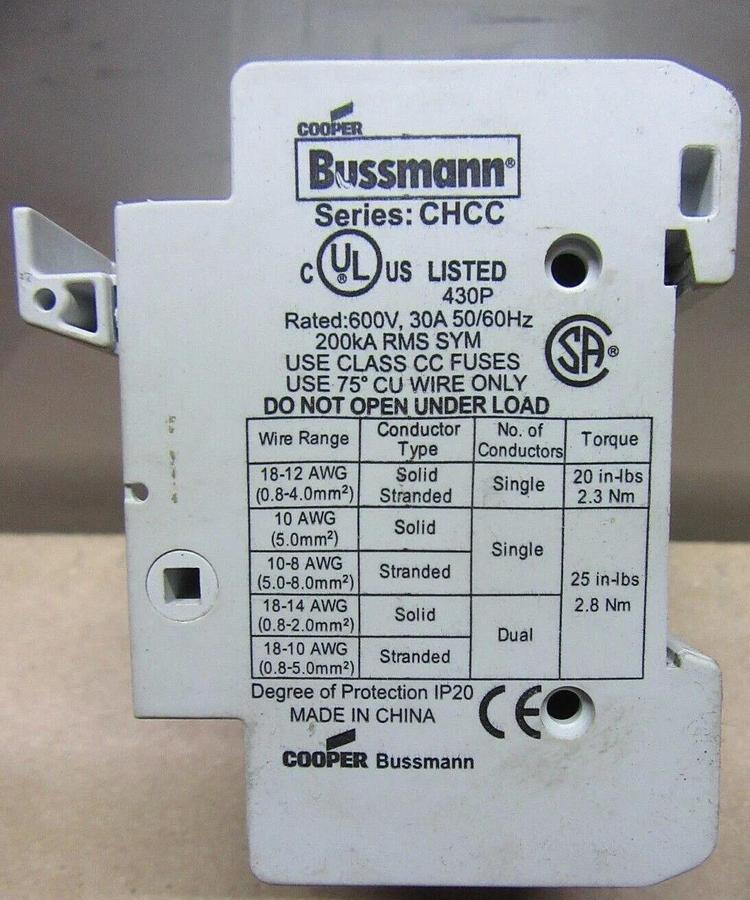 COOPER
Bussmann®
Series: CHCC
C UL® US LISTED
430P
Rated:600V, 30A 50/60Hz
200kA RMS SYM
SA®
USE CLASS CC FUSES
USE 75° CU WIRE ONLY
DO NOT OPEN UNDER LOAD
Wire Range | Conductor Type | No. of Conductors | Torque
18-12 AWG (0.8-4.0mm²) | Solid Stranded | Single | 20 in-lbs 2.3 Nm
10 AWG (5.0mm²) | Solid | Single | 25 in-lbs 2.8 Nm
10-8 AWG (5.0-8.0mm²) | Stranded
18-14 AWG (0.8-2.0mm²) | Solid | Dual
18-10 AWG (0.8-5.0mm²) | Stranded
Degree of Protection IP20
MADE IN CHINA
CE
COOPER Bussmann